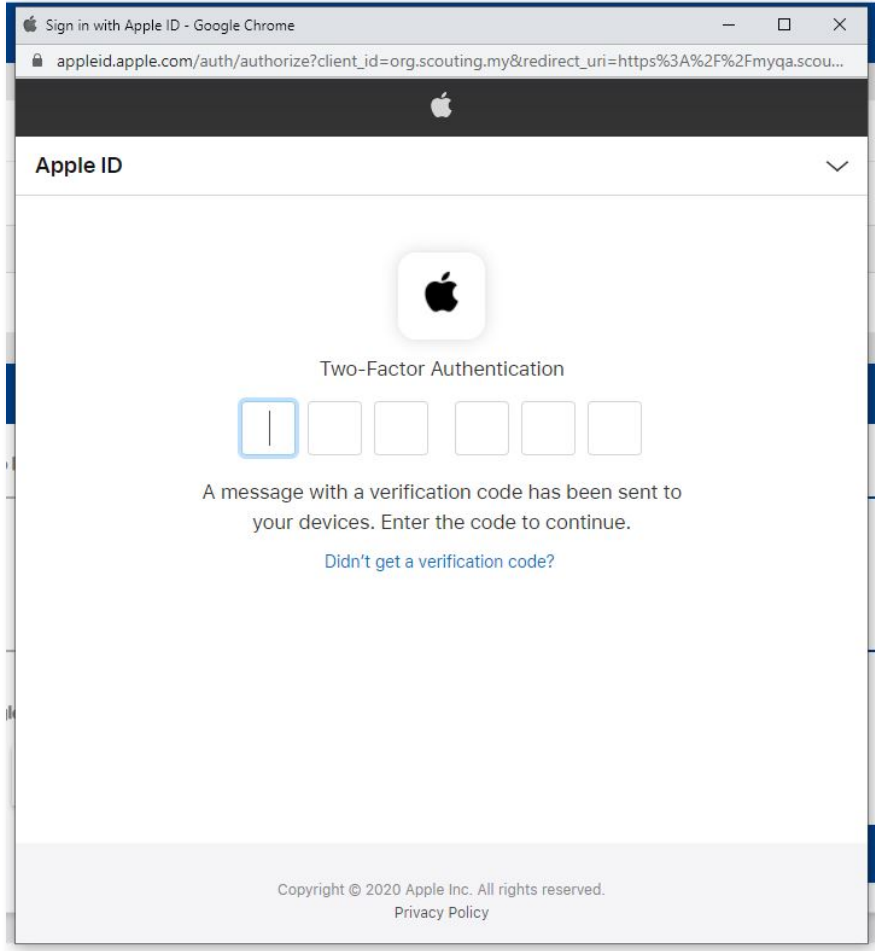 Sign in with Apple ID - Google Chrome
appleid.apple.com/auth/authorize?client_id=org.scouting.my&redirect_uri=https%3A%2F%2Fmyqa.scou...
Apple ID
Two-Factor Authentication
A message with a verification code has been sent to
your devices. Enter the code to continue.
Didn't get a verification code?
Copyright © 2020 Apple Inc. All rights reserved.
Privacy Policy